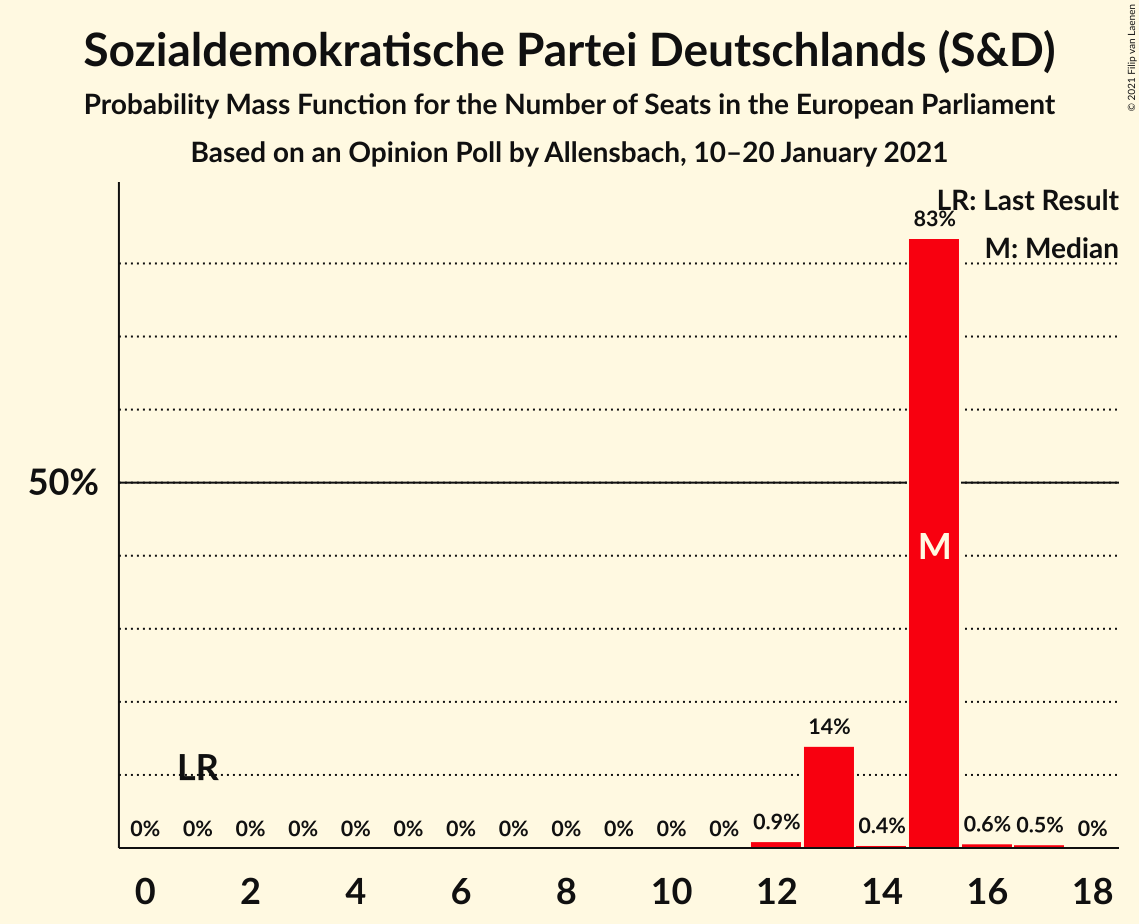 Sozialdemokratische Partei Deutschlands (S&D)
Probability Mass Function for the Number of Seats in the European Parliament
Based on an Opinion Poll by Allensbach, 10–20 January 2021
© 2021 Filip van Laenen
LR: Last Result
M: Median
83%
50%
M
14%
LR
0% 0% 0% 0% 0% 0% 0% 0% 0% 0% 0% 0% 0.9% 0.4% 0.6% 0.5% 0%
0 2 4 6 8 10 12 14 16 18